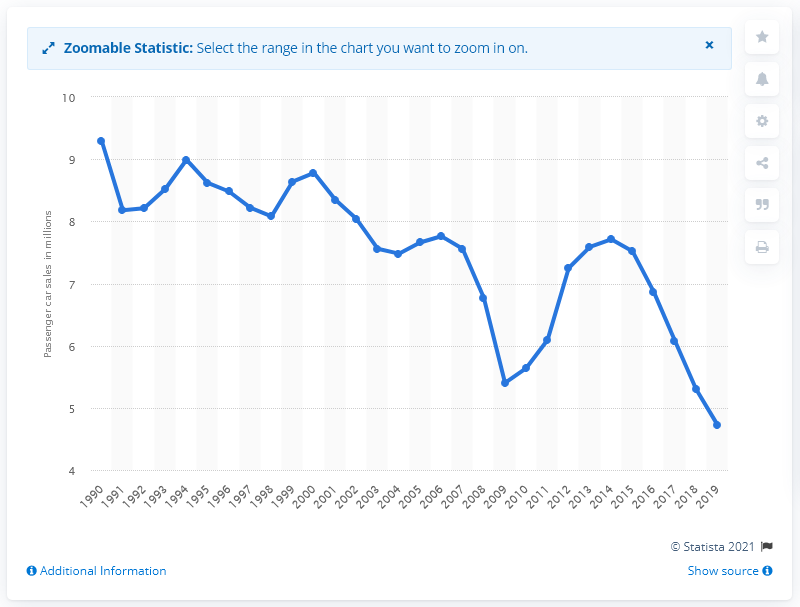 Zoomable Statistic: Select the range in the chart you want to zoom in on.
×
10
9
8
7
6
5
4
Passenger car sales in millions
1990 1991 1992 1993 1994 1995 1996 1997 1998 1999 2000 2001 2002 2003 2004 2005 2006 2007 2008 2009 2010 2011 2012 2013 2014 2015 2016 2017 2018 2019
© Statista 2021
Additional Information
Show source